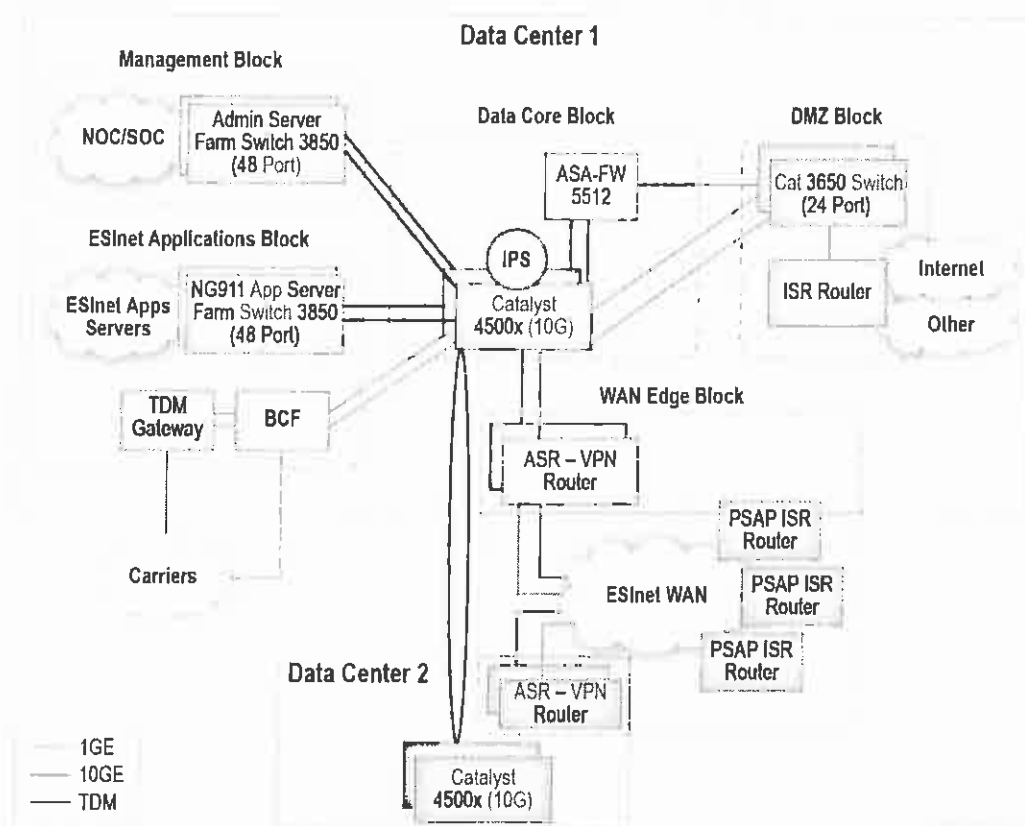 Data Center 1
Management Block
NOC/SOC
Admin Server
Farm Switch 3850
(48 Port)
Data Core Block
ASA-FW
5512
DMZ Block
Cat 3650 Switch
(24 Port)
ISR Router
Internet
Other
ESInet Applications Block
ESInet Apps
Servers
NG911 App Server
Farm Switch 3850
(48 Port)
IPS
Catalyst
4500x (10G)
TDM
Gateway
BCF
Carriers
WAN Edge Block
ASR – VPN
Router
ESInet WAN
PSAP ISR
Router
PSAP ISR
Router
PSAP ISR
Router
Data Center 2
ASR – VPN
Router
Catalyst
4500x (10G)
1GE
10GE
TDM